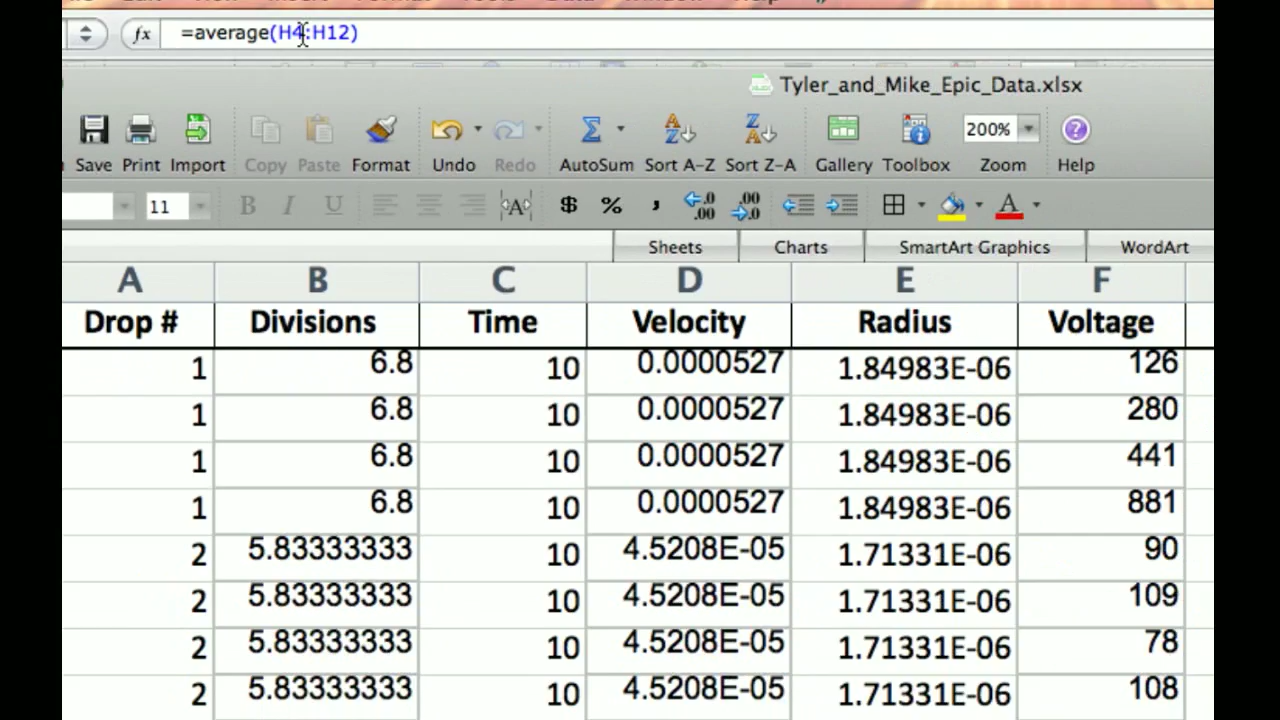 fx =average(H4:H12)
Tyler_and_Mike_Epic_Data.xlsx
200%
Save Print Import Copy Paste Format Undo Redo AutoSum Sort A-Z Sort Z-A Gallery Toolbox Zoom Help
11 B I U A $ % , .0 .00 .00 .0 A
Sheets Charts SmartArt Graphics WordArt
A B C D E F
Drop # Divisions Time Velocity Radius Voltage
1 6.8 10 0.0000527 1.84983E-06 126
1 6.8 10 0.0000527 1.84983E-06 280
1 6.8 10 0.0000527 1.84983E-06 441
1 6.8 10 0.0000527 1.84983E-06 881
2 5.83333333 10 4.5208E-05 1.71331E-06 90
2 5.83333333 10 4.5208E-05 1.71331E-06 109
2 5.83333333 10 4.5208E-05 1.71331E-06 78
2 5.83333333 10 4.5208E-05 1.71331E-06 108